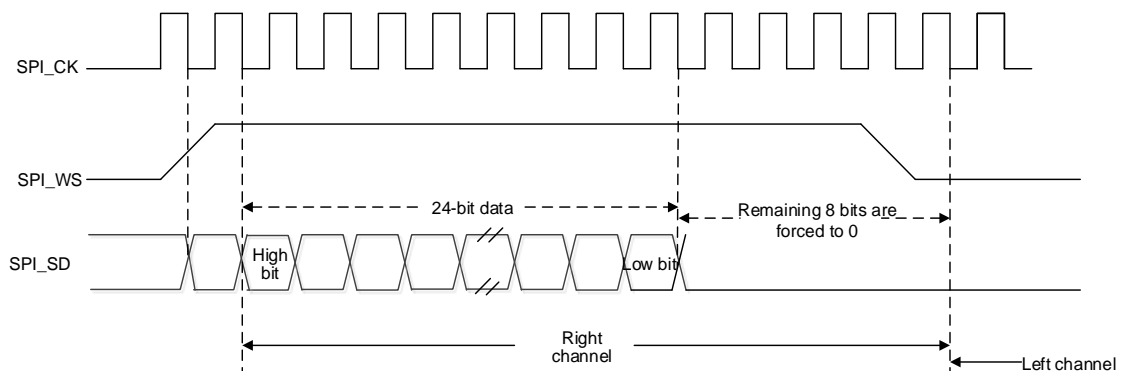 SPI_CK
SPI_WS
24-bit data
Remaining 8 bits are
forced to 0
SPI_SD
High
bit
Low bit
Right
channel
Left channel